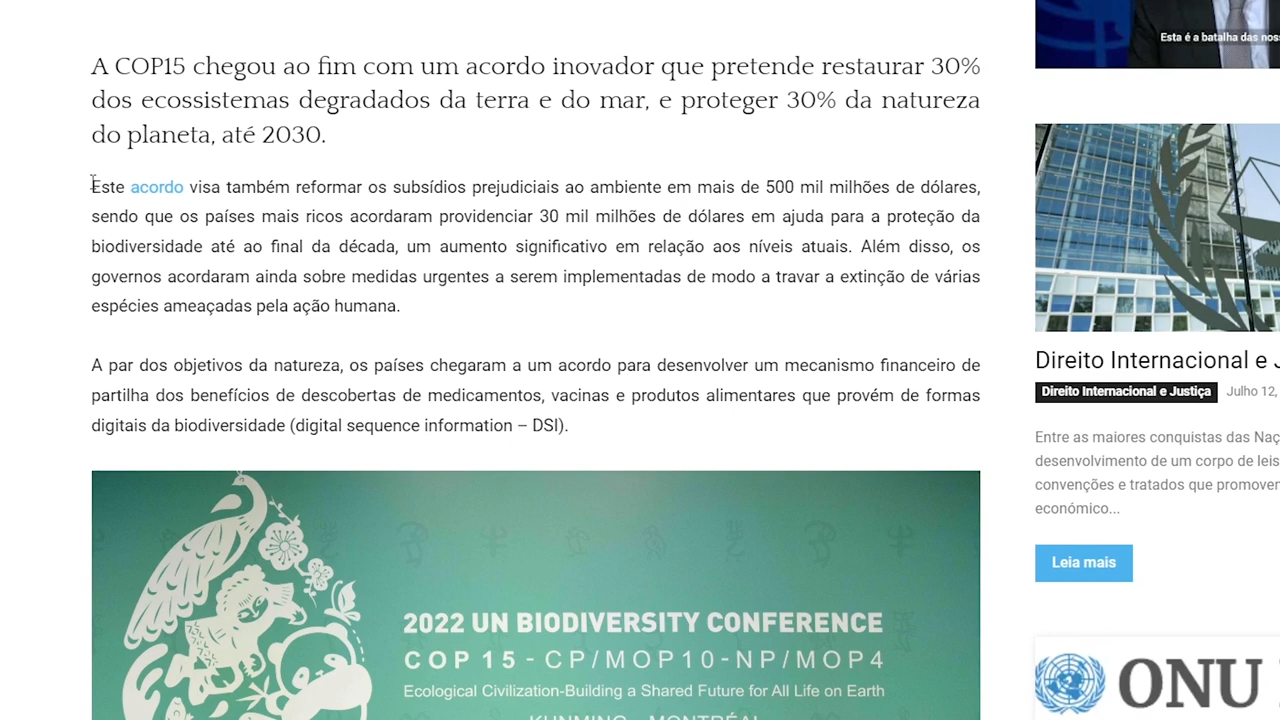 A COP15 chegou ao fim com um acordo inovador que pretende restaurar 30%
dos ecossistemas degradados da terra e do mar, e proteger 30% da natureza
do planeta, até 2030.
Este acordo visa também reformar os subsídios prejudiciais ao ambiente em mais de 500 mil milhões de dólares,
sendo que os países mais ricos acordaram providenciar 30 mil milhões de dólares em ajuda para a proteção da
biodiversidade até ao final da década, um aumento significativo em relação aos níveis atuais. Além disso, os
governos acordaram ainda sobre medidas urgentes a serem implementadas de modo a travar a extinção de várias
espécies ameaçadas pela ação humana.
A par dos objetivos da natureza, os países chegaram a um acordo para desenvolver um mecanismo financeiro de
partilha dos benefícios de descobertas de medicamentos, vacinas e produtos alimentares que provém de formas
digitais da biodiversidade (digital sequence information – DSI).
2022 UN BIODIVERSITY CONFERENCE
COP 15 - CP/MOP10-NP/MOP4
Ecological Civilization-Building a Shared Future for All Life on Earth
KUNMING – MONTRÉAL
Esta é a batalha das
Direito Internacional e
Direito Internacional e Justiça Julho 12,
Entre as maiores conquistas das
desenvolvimento de um corpo de leis
convenções e tratados que
económico...
Leia mais
ONU